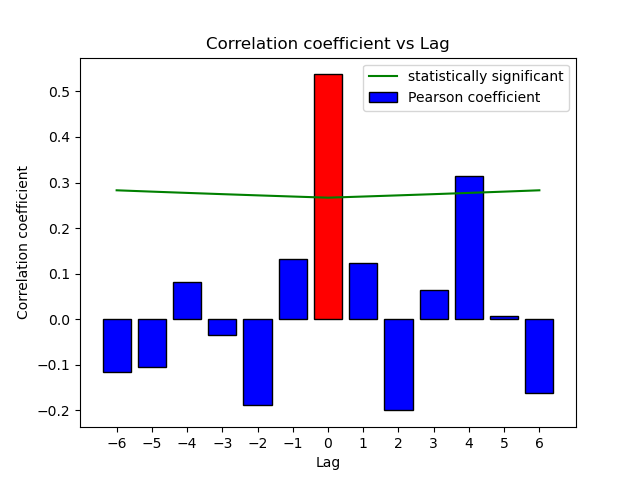 Correlation coefficient vs Lag
statistically significant
Pearson coefficient
Correlation coefficient
0.5
0.4
0.3
0.2
0.1
0.0
−0.1
−0.2
−6 −5 −4 −3 −2 −1 0 1 2 3 4 5 6
Lag